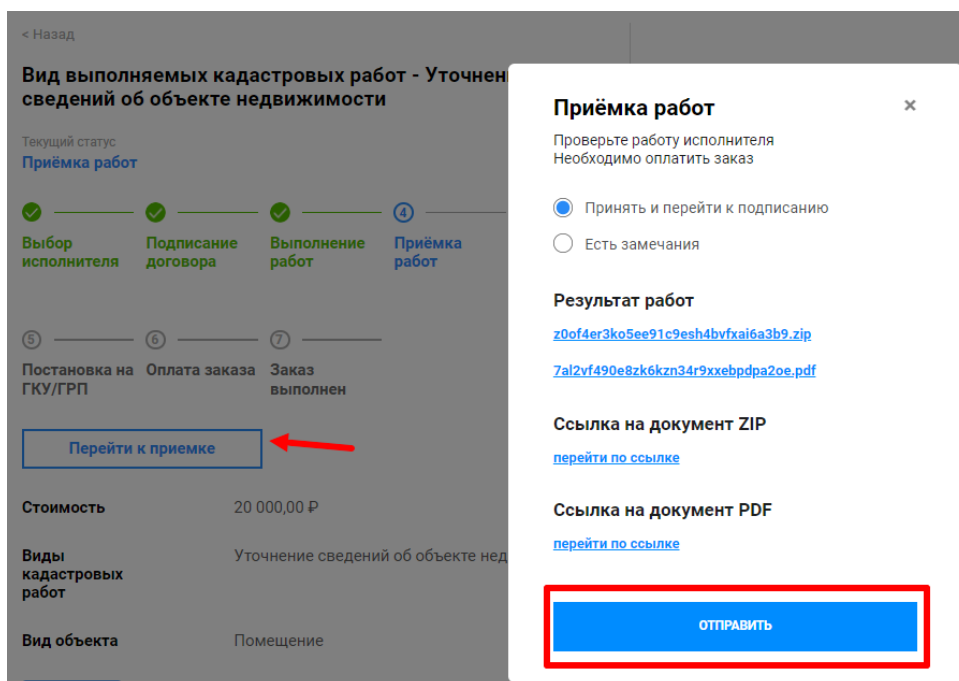 < Назад
Вид выполняемых кадастровых работ - Уточнен
сведений об объекте недвижимости
Текущий статус
Приёмка работ
4
Выбор исполнителя
Подписание договора
Выполнение работ
Приёмка работ
5
6
7
Постановка на ГКУ/ГРП
Оплата заказа
Заказ выполнен
Перейти к приемке
Стоимость
20 000,00 ₽
Виды
кадастровых
работ
Уточнение сведений об объекте нед
Вид объекта
Помещение
Приёмка работ
×
Проверьте работу исполнителя
Необходимо оплатить заказ
Принять и перейти к подписанию
Есть замечания
Результат работ
z0of4er3ko5ee91c9esh4bvfxai6a3b9.zip
7al2vf490e8zk6kzn34r9xxebpdpa2oe.pdf
Ссылка на документ ZIP
перейти по ссылке
Ссылка на документ PDF
перейти по ссылке
ОТПРАВИТЬ